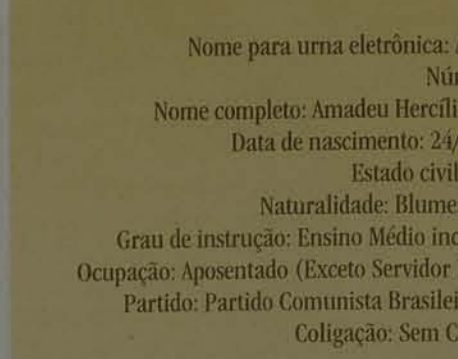 Nome para urna eletrônica: A
Núr
Nome completo: Amadeu Hercíli
Data de nascimento: 24/
Estado civil
Naturalidade: Blume
Grau de instrução: Ensino Médio inc
Ocupação: Aposentado (Exceto Servidor
Partido: Partido Comunista Brasilei
Coligação: Sem C